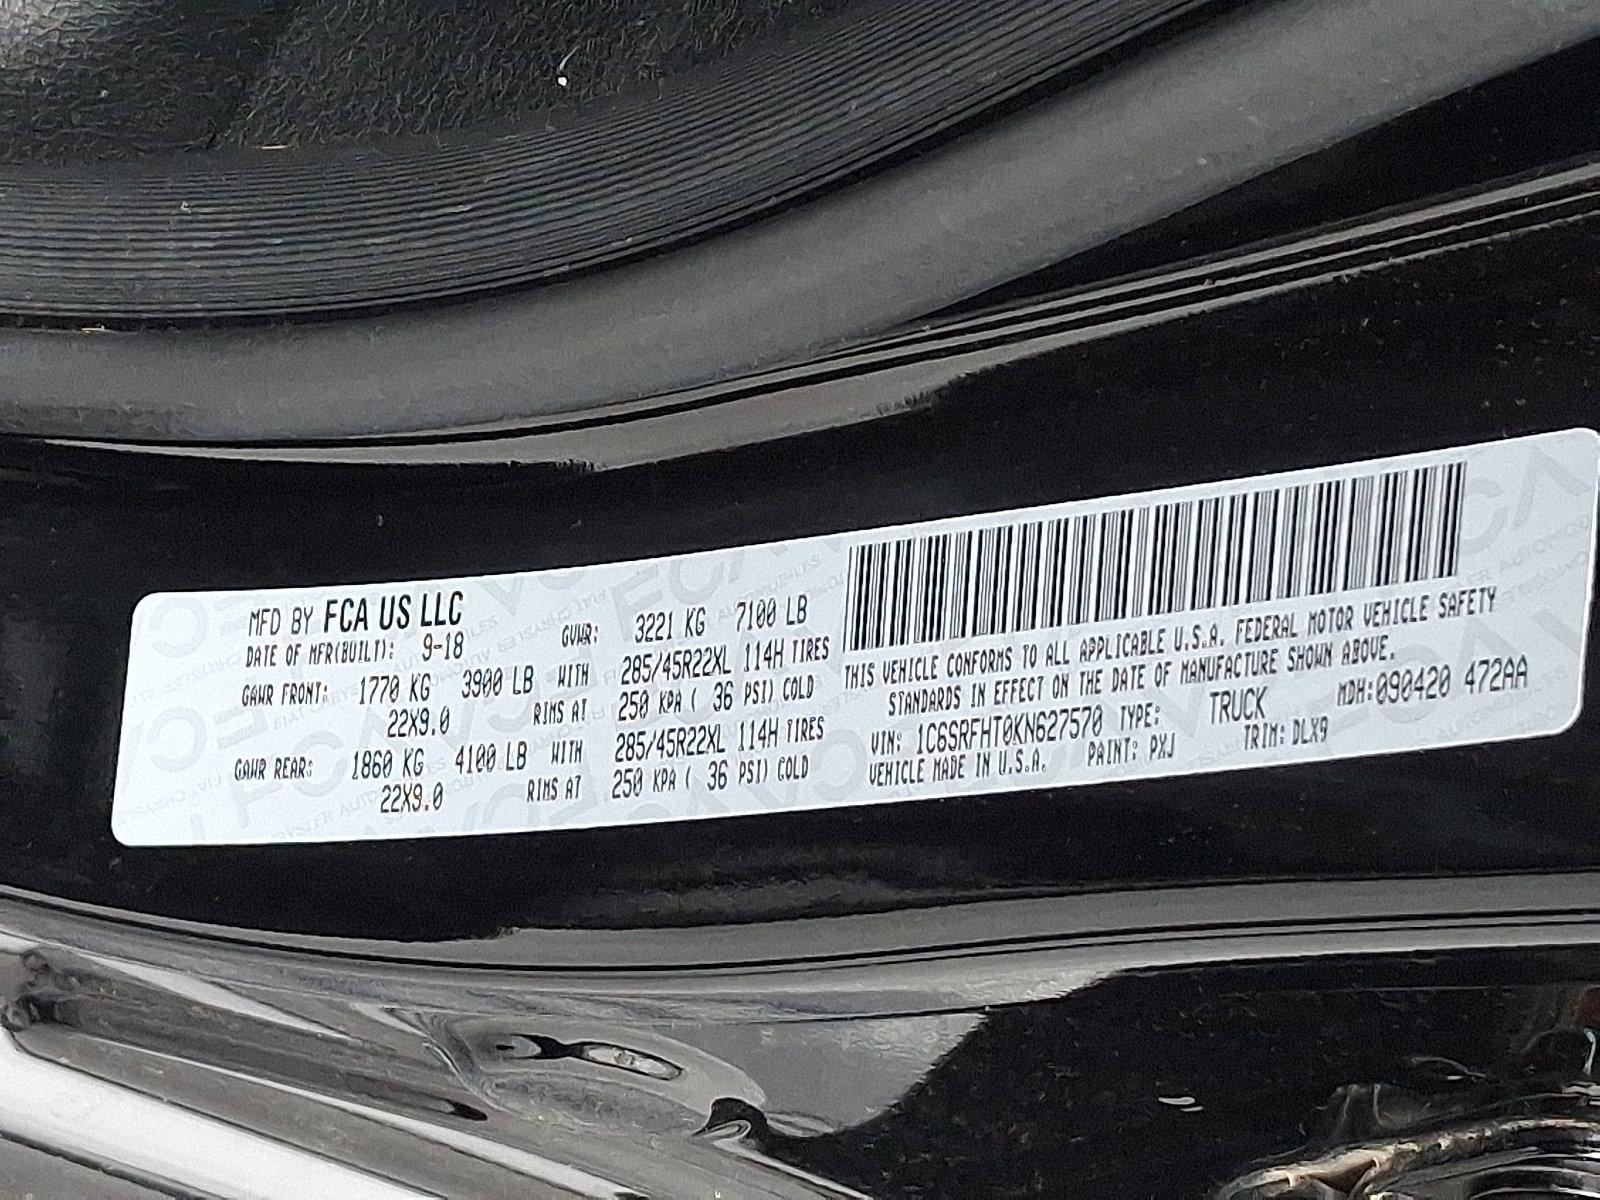 MFD BY FCA US LLC
DATE OF MFR(BUILT): 9-18 GVWR: 3221 KG 7100 LB
GAWR FRONT: 1770 KG 3900 LB WITH 285/45R22XL 114H TIRES
22X9.0 RIMS AT 250 KPA ( 36 PSI) COLD
GAWR REAR: 1860 KG 4100 LB WITH 285/45R22XL 114H TIRES
22X9.0 RIMS AT 250 KPA ( 36 PSI) COLD
THIS VEHICLE CONFORMS TO ALL APPLICABLE U.S.A. FEDERAL MOTOR VEHICLE SAFETY
STANDARDS IN EFFECT ON THE DATE OF MANUFACTURE SHOWN ABOVE.
VIN: 1C6SRFHT0KN627570 TYPE: TRUCK MDH:090420 472AA
VEHICLE MADE IN U.S.A. PAINT: PXJ TRIM: DLX9